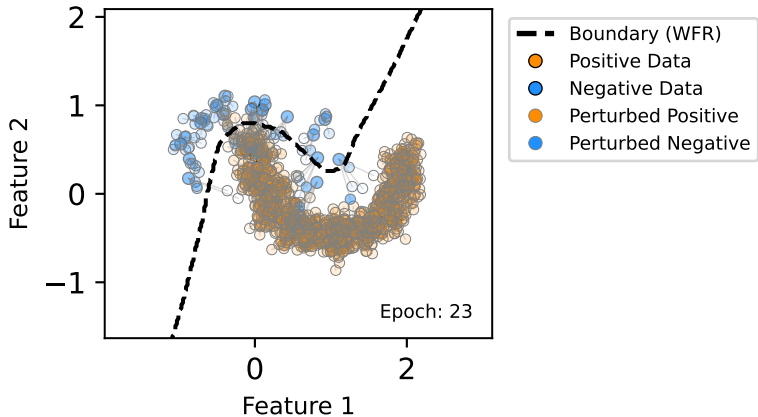 2
1
0
−1
Feature 2
0
2
Feature 1
Epoch: 23
Boundary (WFR)
Positive Data
Negative Data
Perturbed Positive
Perturbed Negative